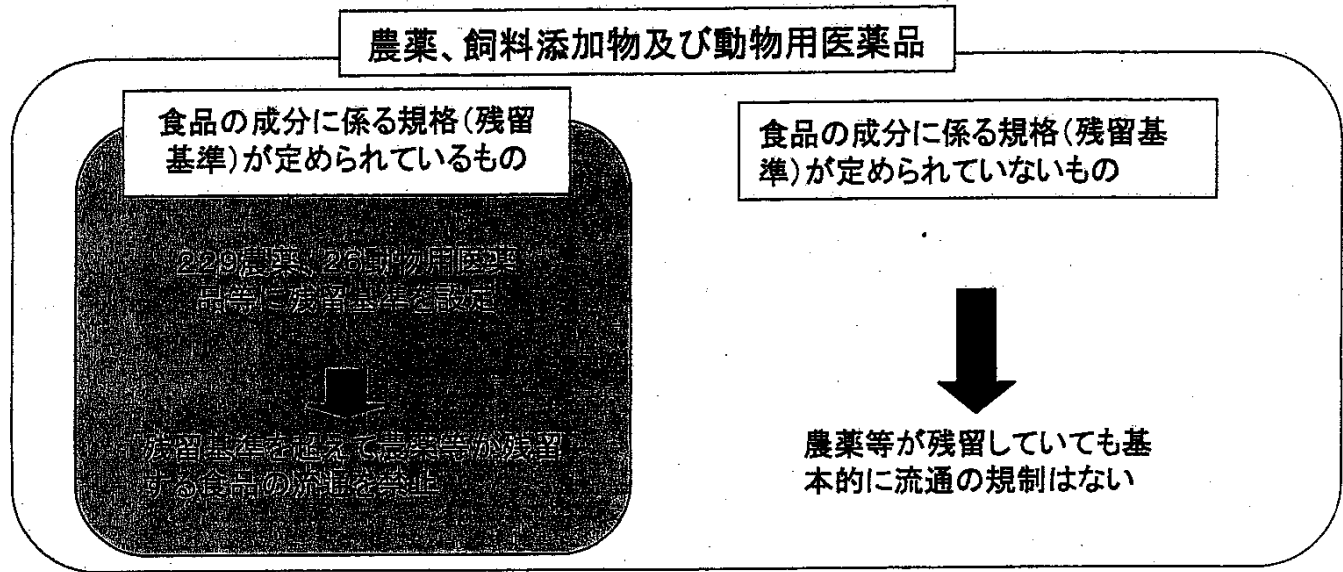 農薬、飼料添加物及び動物用医薬品
食品の成分に係る規格(残留
基準)が定められているもの
229農薬、26動物用医薬
品等に残留基準を設定
残留基準を超えて農薬等が残留
する食品の流通を禁止
食品の成分に係る規格(残留基
準)が定められていないもの
農薬等が残留していても基
本的に流通の規制はない